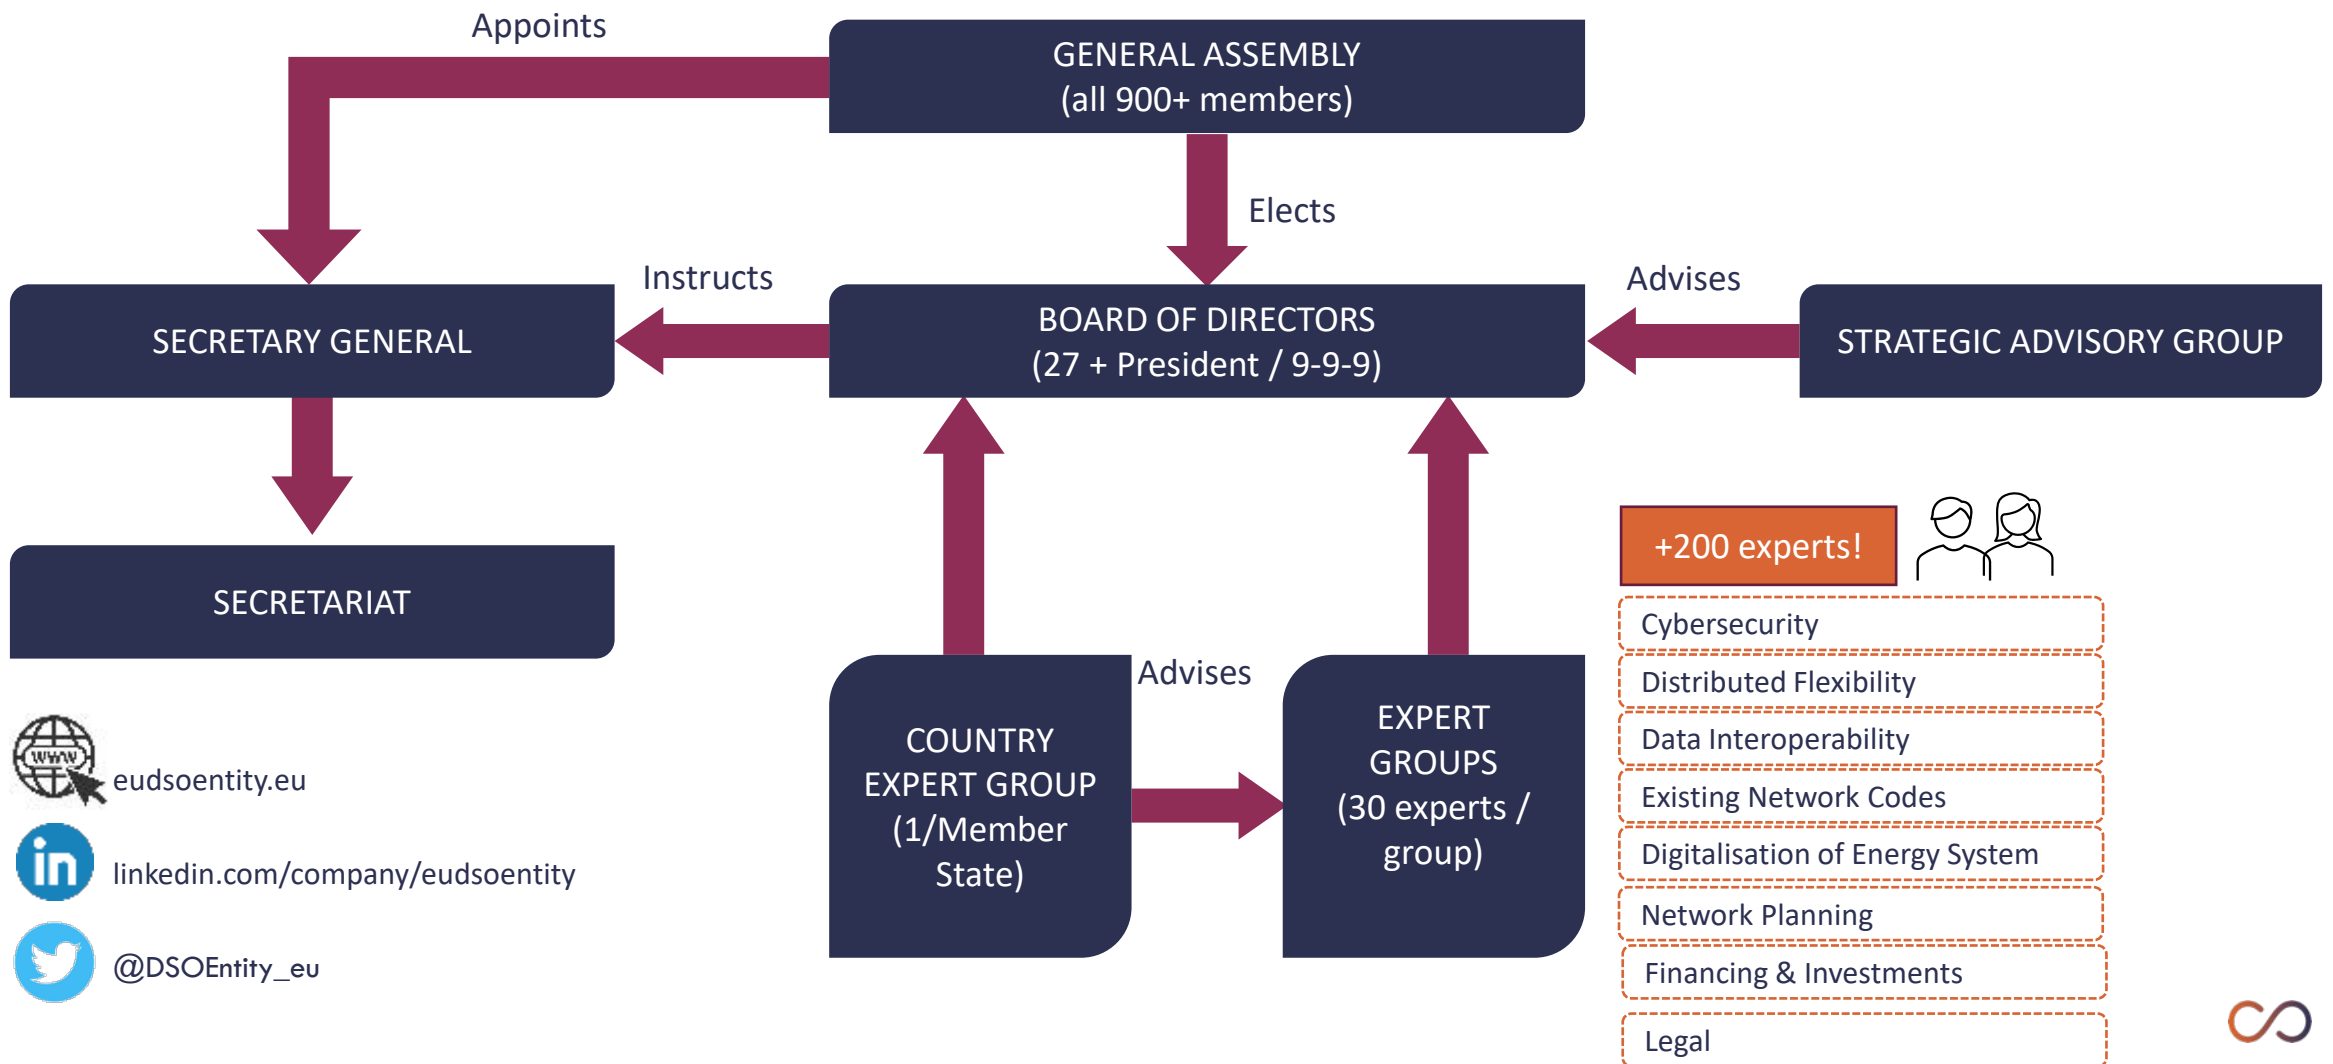 Appoints
GENERAL ASSEMBLY
(all 900+ members)
Elects
Instructs
Advises
SECRETARY GENERAL
BOARD OF DIRECTORS
(27 + President / 9-9-9)
STRATEGIC ADVISORY GROUP
SECRETARIAT
Advises
COUNTRY
EXPERT GROUP
(1/Member
State)
EXPERT
GROUPS
(30 experts /
group)
+200 experts!
Cybersecurity
Distributed Flexibility
Data Interoperability
Existing Network Codes
Digitalisation of Energy System
Network Planning
Financing & Investments
Legal
www
eudsoentity.eu
in
linkedin.com/company/eudsoentity
@DSOEntity_eu